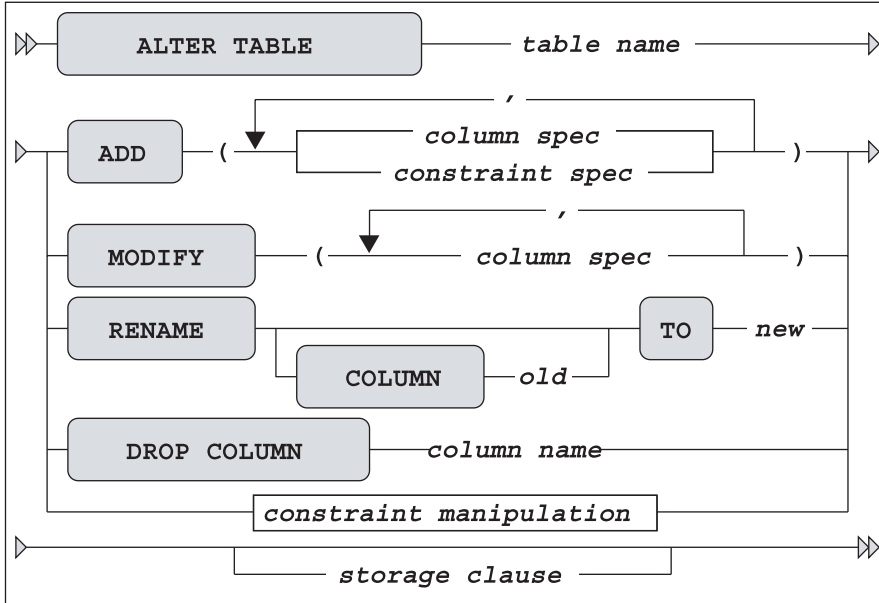 ALTER TABLE table name
,
column spec
ADD ( )
constraint spec
,
MODIFY ( column spec )
RENAME TO new
COLUMN old
DROP COLUMN column name
constraint manipulation
storage clause